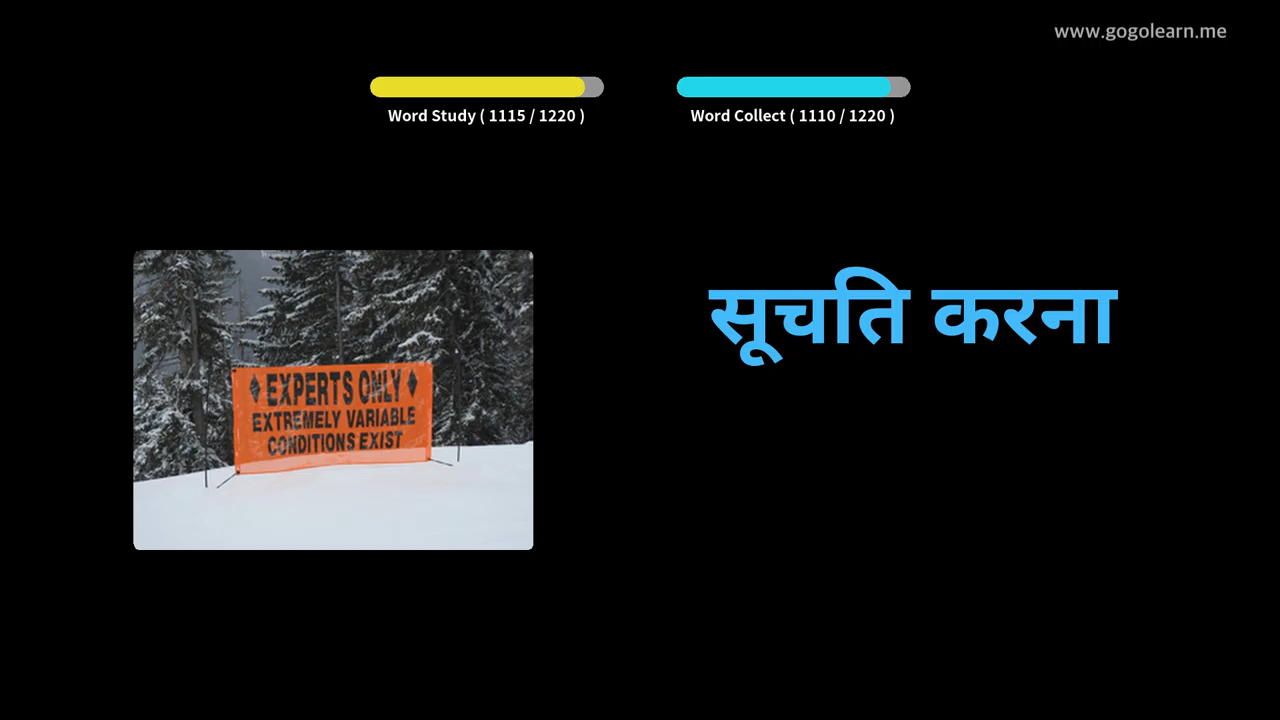 www.gogolearn.me
Word Study ( 1115 / 1220 )
Word Collect ( 1110 / 1220 )
EXPERTS ONLY
EXTREMELY VARIABLE
CONDITIONS EXIST
सूचति करना